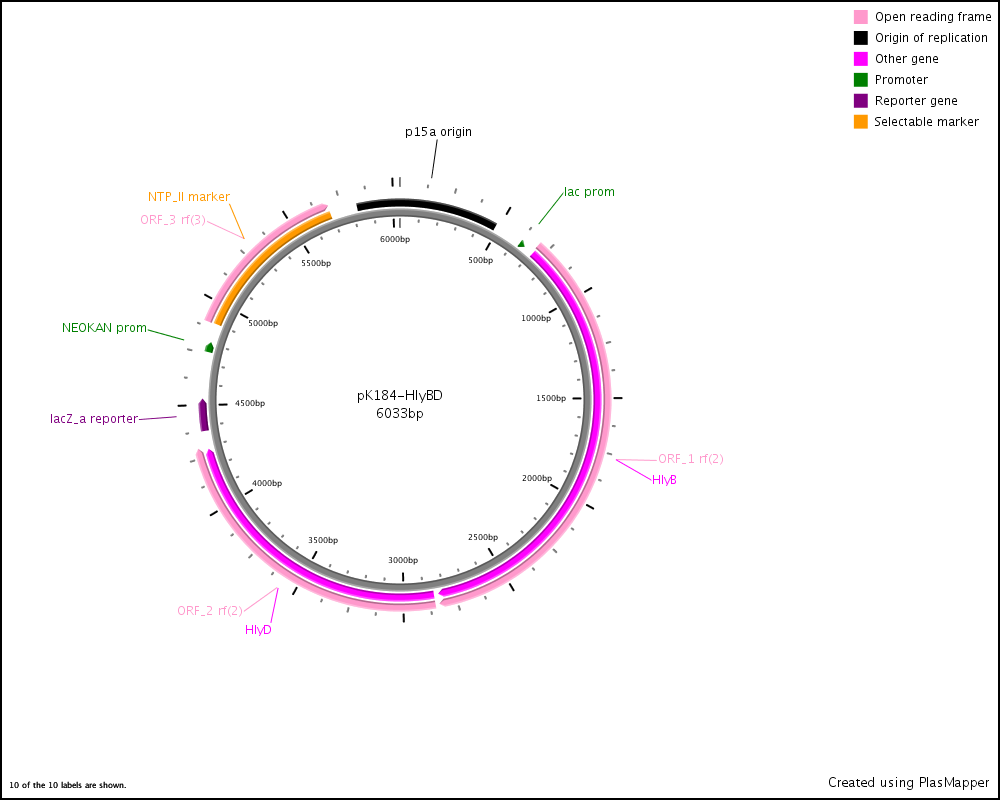 Open reading frame
Origin of replication
Other gene
Promoter
Reporter gene
Selectable marker
p15a origin
lac prom
NTP_II marker
ORF_3 rf(3)
6000bp
500bp
5500bp
1000bp
5000bp
NEOKAN prom
pK184-HlyBD
6033bp
1500bp
4500bp
lacZ_a reporter
ORF_1 rf(2)
HlyB
2000bp
4000bp
2500bp
3500bp
3000bp
ORF_2 rf(2)
HlyD
10 of the 10 labels are shown.
Created using PlasMapper